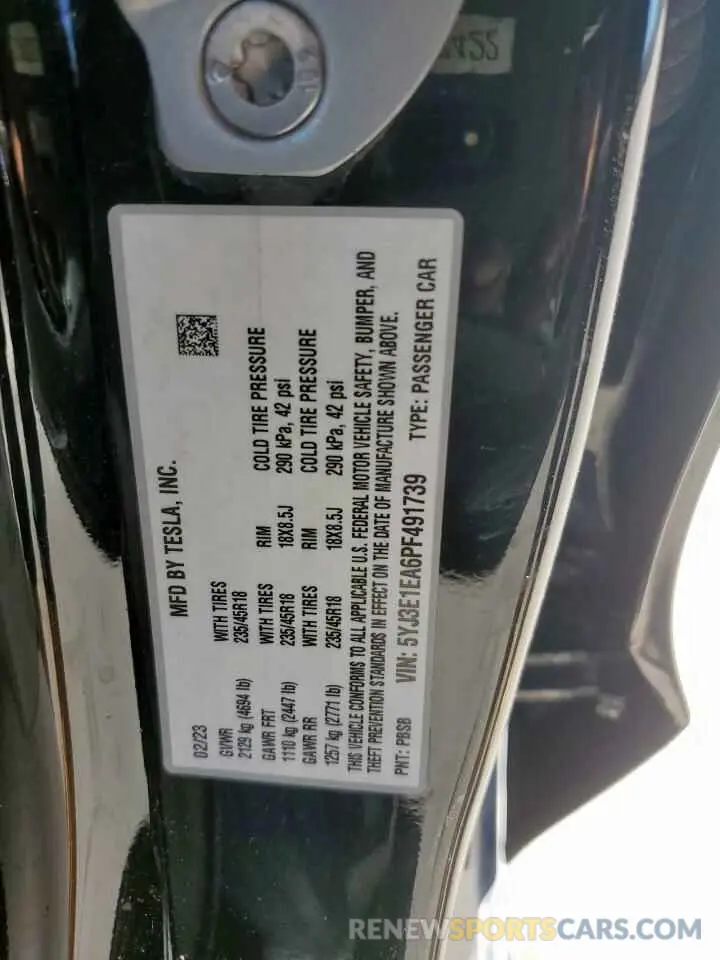 MFD BY TESLA, INC.
02/23
GVWR WITH TIRES RIM COLD TIRE PRESSURE
2129 kg (4694 lb) 235/45R18 18X8.5J 290 kPa, 42 psi
GAWR FRT WITH TIRES RIM COLD TIRE PRESSURE
1110 kg (2447 lb) 235/45R18
GAWR RR WITH TIRES
1257 kg (2771 lb) 235/45R18 18X8.5J 290 kPa, 42 psi
THIS VEHICLE CONFORMS TO ALL APPLICABLE U.S. FEDERAL MOTOR VEHICLE SAFETY, BUMPER, AND
THEFT PREVENTION STANDARDS IN EFFECT ON THE DATE OF MANUFACTURE SHOWN ABOVE.
PNT: PBSB VIN: 5YJ3E1EA6PF491739 TYPE: PASSENGER CAR
RENEWSPORTSCARS.COM